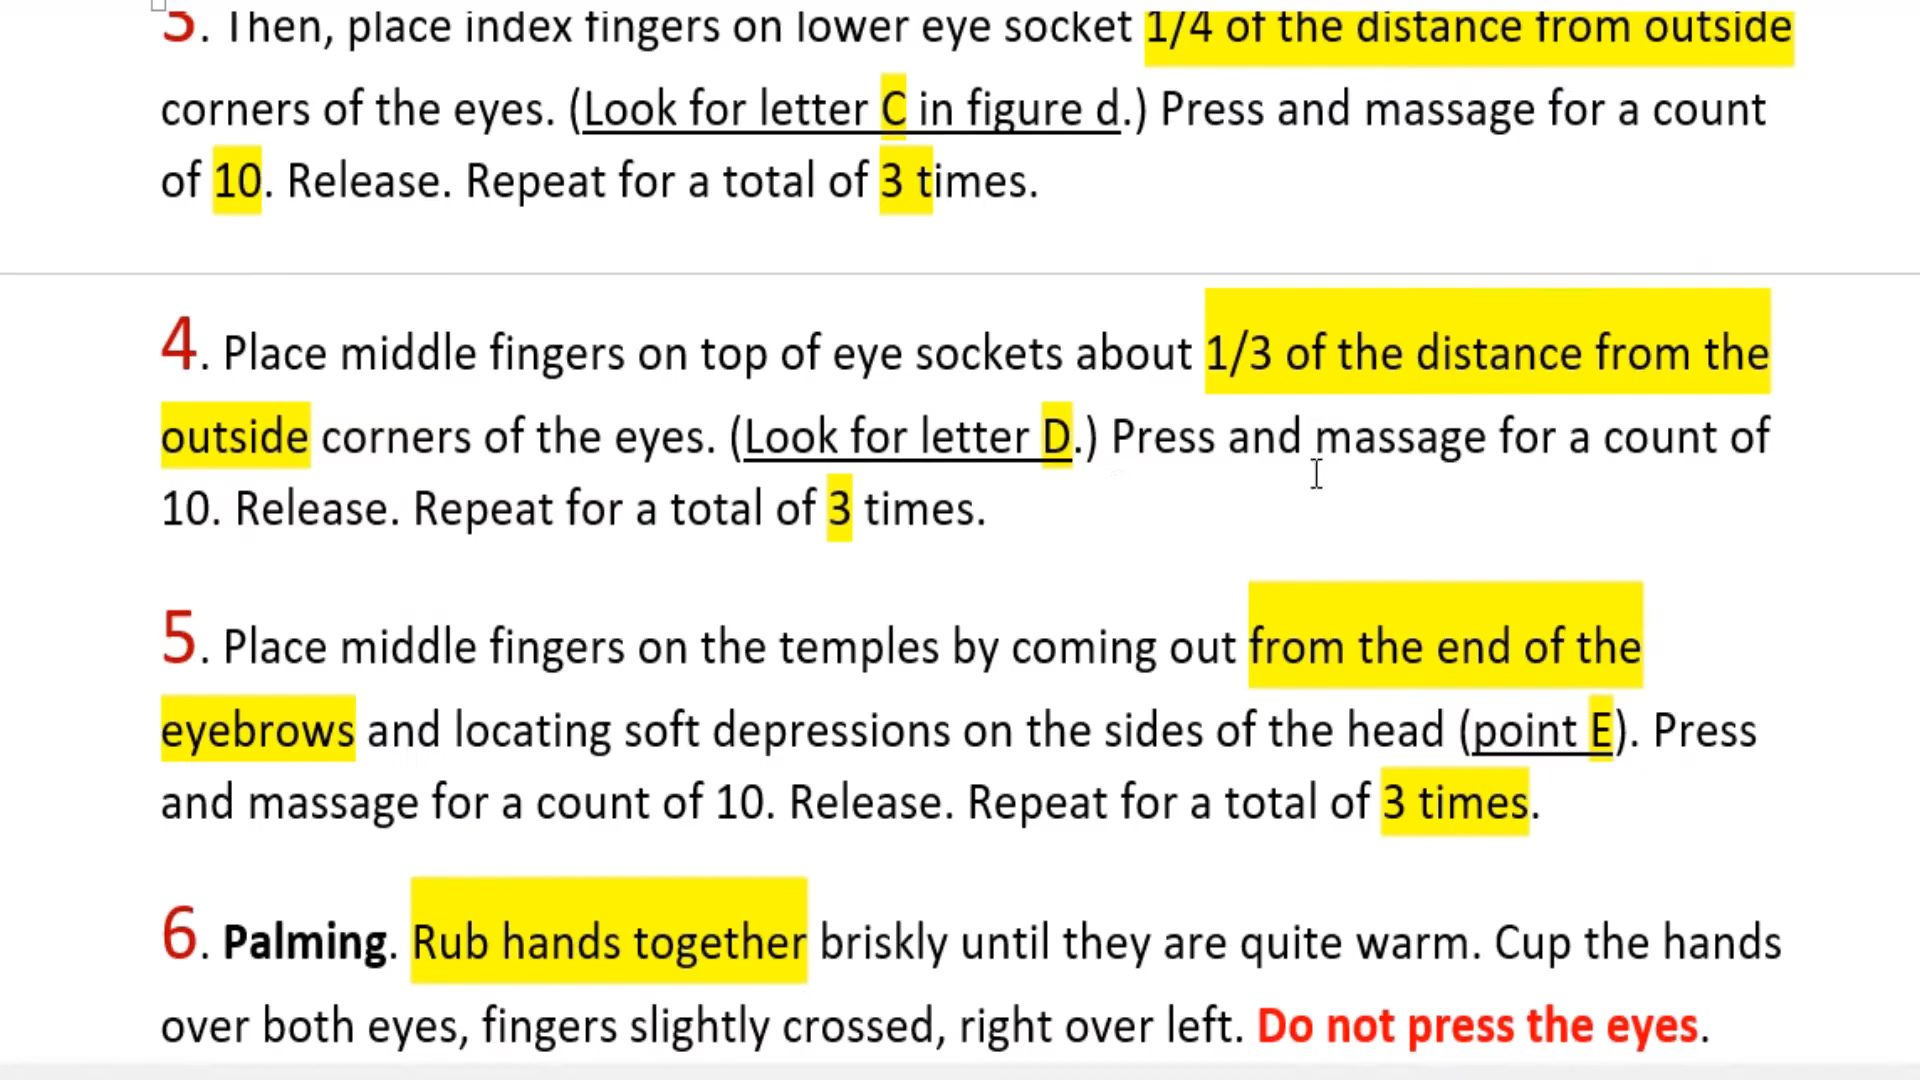 3. Then, place index fingers on lower eye socket 1/4 of the distance from outside
corners of the eyes. (Look for letter C in figure d.) Press and massage for a count
of 10. Release. Repeat for a total of 3 times.
4. Place middle fingers on top of eye sockets about 1/3 of the distance from the
outside corners of the eyes. (Look for letter D.) Press and massage for a count of
10. Release. Repeat for a total of 3 times.
5. Place middle fingers on the temples by coming out from the end of the
eyebrows and locating soft depressions on the sides of the head (point E). Press
and massage for a count of 10. Release. Repeat for a total of 3 times.
6. Palming. Rub hands together briskly until they are quite warm. Cup the hands
over both eyes, fingers slightly crossed, right over left. Do not press the eyes.